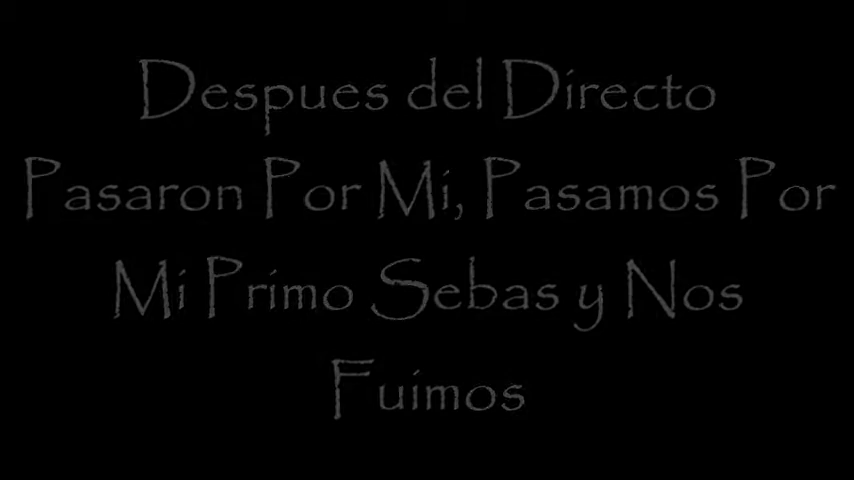 Despues del Directo
Pasaron Por Mi, Pasamos Por
Mi Primo Sebas y Nos
Fuimos